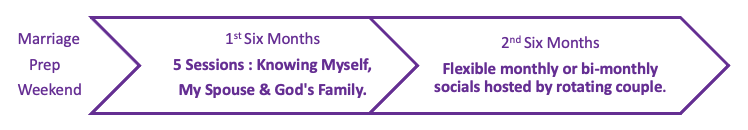 Marriage
Prep
Weekend
1st Six Months
5 Sessions : Knowing Myself,
My Spouse & God's Family.
2nd Six Months
Flexible monthly or bi-monthly
socials hosted by rotating couple.